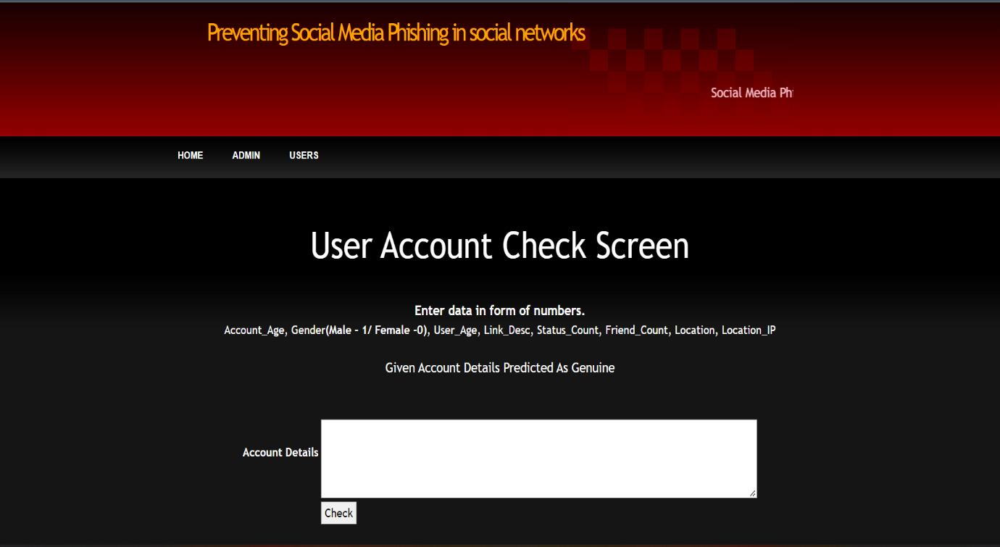 Preventing Social Media Phishing in social networks
Social Media Phi
HOME ADMIN USERS
User Account Check Screen
Enter data in form of numbers.
Account_Age, Gender(Male - 1/ Female -0), User_Age, Link_Desc, Status_Count, Friend_Count, Location, Location_IP
Given Account Details Predicted As Genuine
Account Details
Check